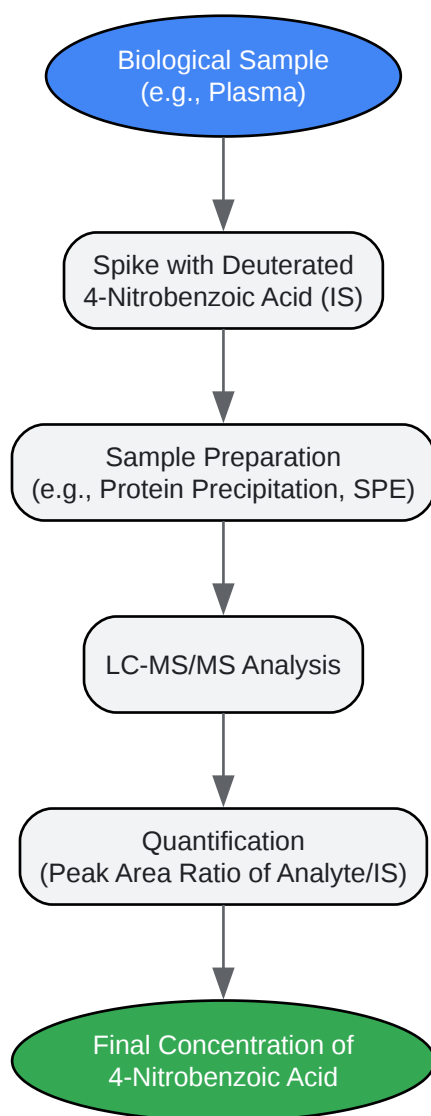 Biological Sample
(e.g., Plasma)
Spike with Deuterated
4-Nitrobenzoic Acid (IS)
Sample Preparation
(e.g., Protein Precipitation, SPE)
LC-MS/MS Analysis
Quantification
(Peak Area Ratio of Analyte/IS)
Final Concentration of
4-Nitrobenzoic Acid